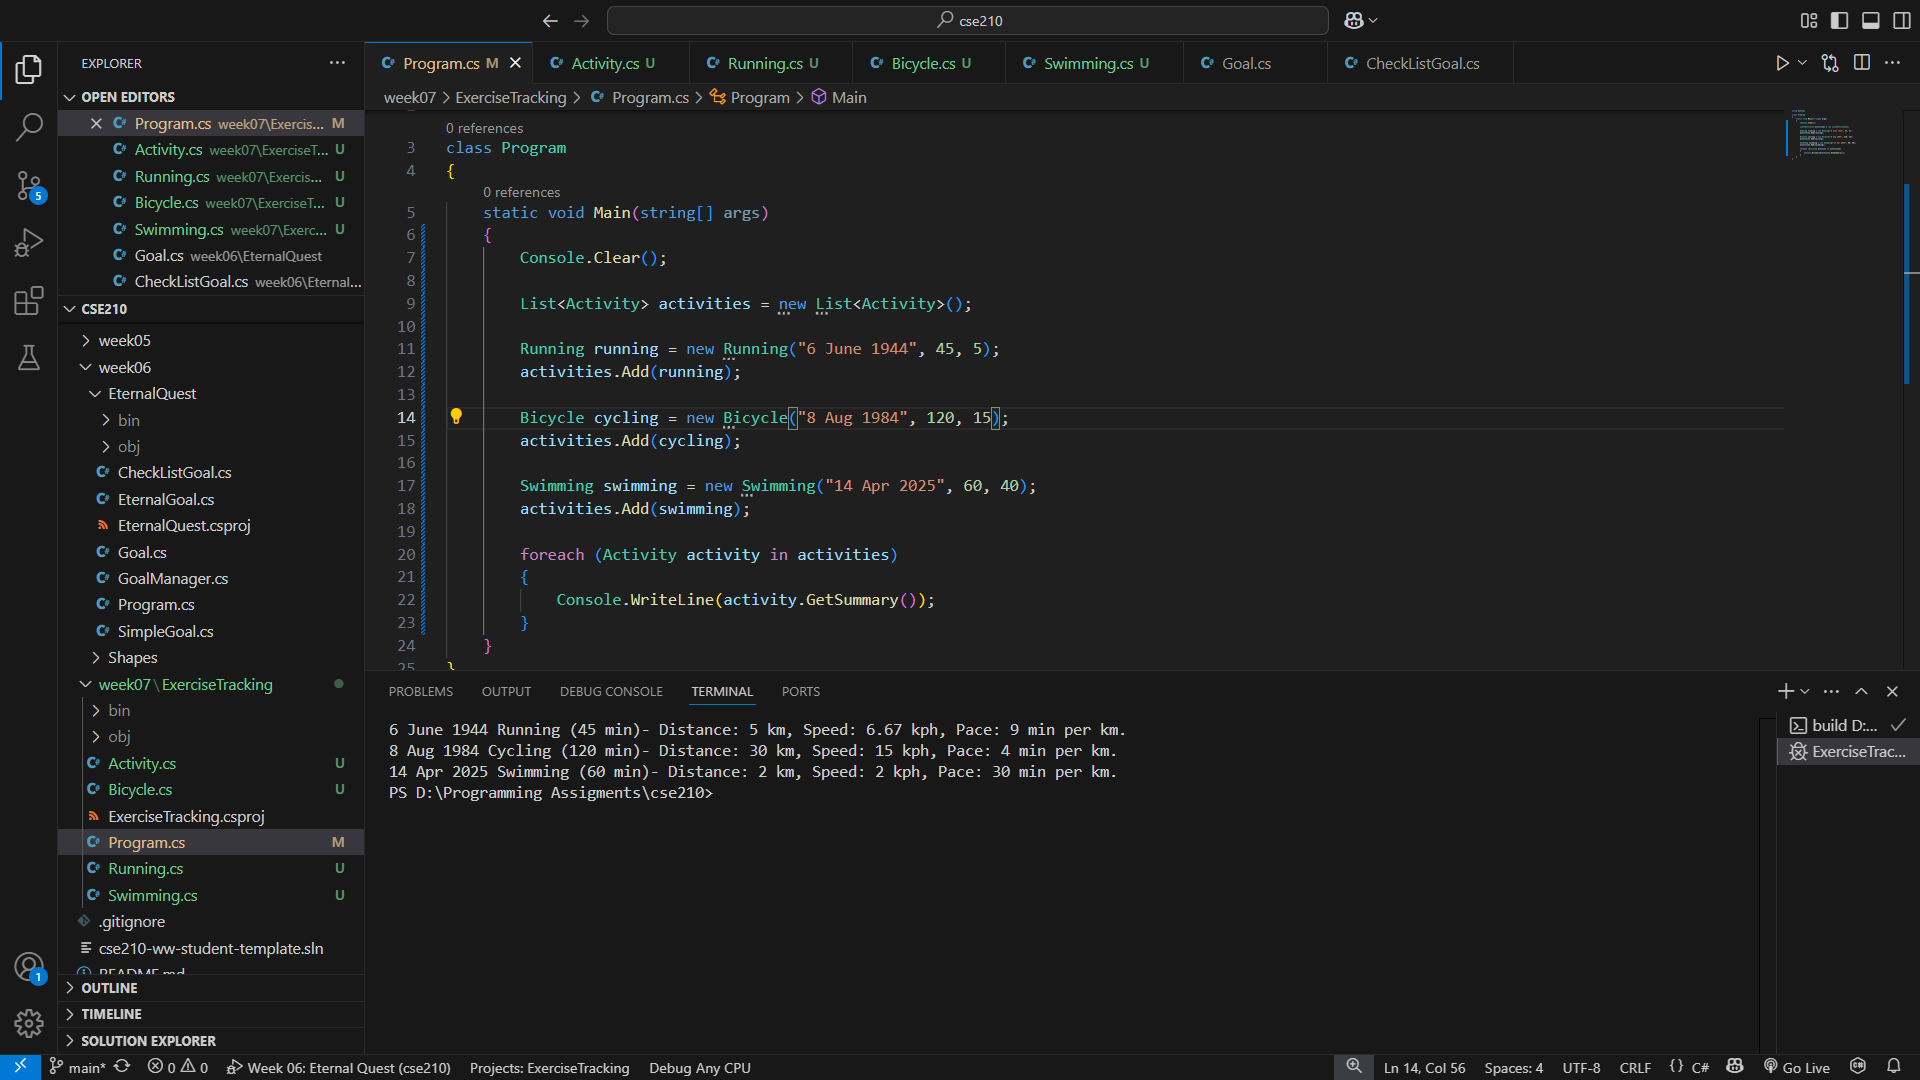 cse210
EXPLORER
OPEN EDITORS
Program.cs week07\Exercis... M
Activity.cs week07\ExerciseT... U
Running.cs week07\Exercis... U
Bicycle.cs week07\ExerciseT... U
Swimming.cs week07\Exerc... U
Goal.cs week06\EternalQuest
CheckListGoal.cs week06\Eternal...
CSE210
week05
week06
EternalQuest
bin
obj
CheckListGoal.cs
EternalGoal.cs
EternalQuest.csproj
Goal.cs
GoalManager.cs
Program.cs
SimpleGoal.cs
Shapes
week07\ExerciseTracking
bin
obj
Activity.cs U
Bicycle.cs U
ExerciseTracking.csproj
Program.cs M
Running.cs U
Swimming.cs U
.gitignore
cse210-ww-student-template.sln
README.md
OUTLINE
TIMELINE
SOLUTION EXPLORER
5
1
Program.cs M Activity.cs U Running.cs U Bicycle.cs U Swimming.cs U Goal.cs CheckListGoal.cs
week07 > ExerciseTracking > Program.cs > Program > Main
0 references
3 class Program
4 {
0 references
5 static void Main(string[] args)
6 {
7 Console.Clear();
8
9 List<Activity> activities = new List<Activity>();
10
11 Running running = new Running("6 June 1944", 45, 5);
12 activities.Add(running);
13
14 Bicycle cycling = new Bicycle("8 Aug 1984", 120, 15);
15 activities.Add(cycling);
16
17 Swimming swimming = new Swimming("14 Apr 2025", 60, 40);
18 activities.Add(swimming);
19
20 foreach (Activity activity in activities)
21 {
22 Console.WriteLine(activity.GetSummary());
23 }
24 }
25 }
PROBLEMS OUTPUT DEBUG CONSOLE TERMINAL PORTS
6 June 1944 Running (45 min)- Distance: 5 km, Speed: 6.67 kph, Pace: 9 min per km.
8 Aug 1984 Cycling (120 min)- Distance: 30 km, Speed: 15 kph, Pace: 4 min per km.
14 Apr 2025 Swimming (60 min)- Distance: 2 km, Speed: 2 kph, Pace: 30 min per km.
PS D:\Programming Assigments\cse210>
build D:...
ExerciseTrac...
main* 0 0 Week 06: Eternal Quest (cse210) Projects: ExerciseTracking Debug Any CPU Ln 14, Col 56 Spaces: 4 UTF-8 CRLF {} C# Go Live